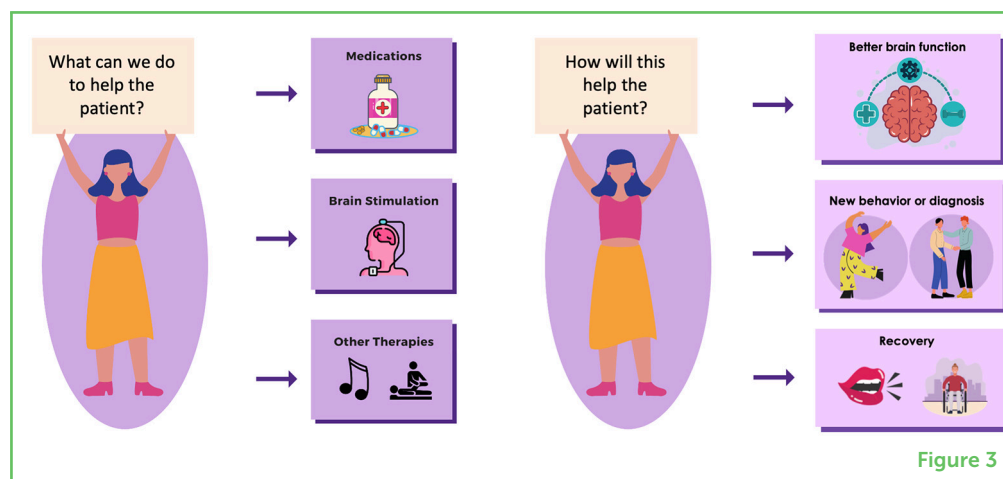 What can we do
to help the
patient?
Medications
Brain Stimulation
Other Therapies
How will this
help the
patient?
Better brain function
New behavior or diagnosis
Recovery
Figure 3